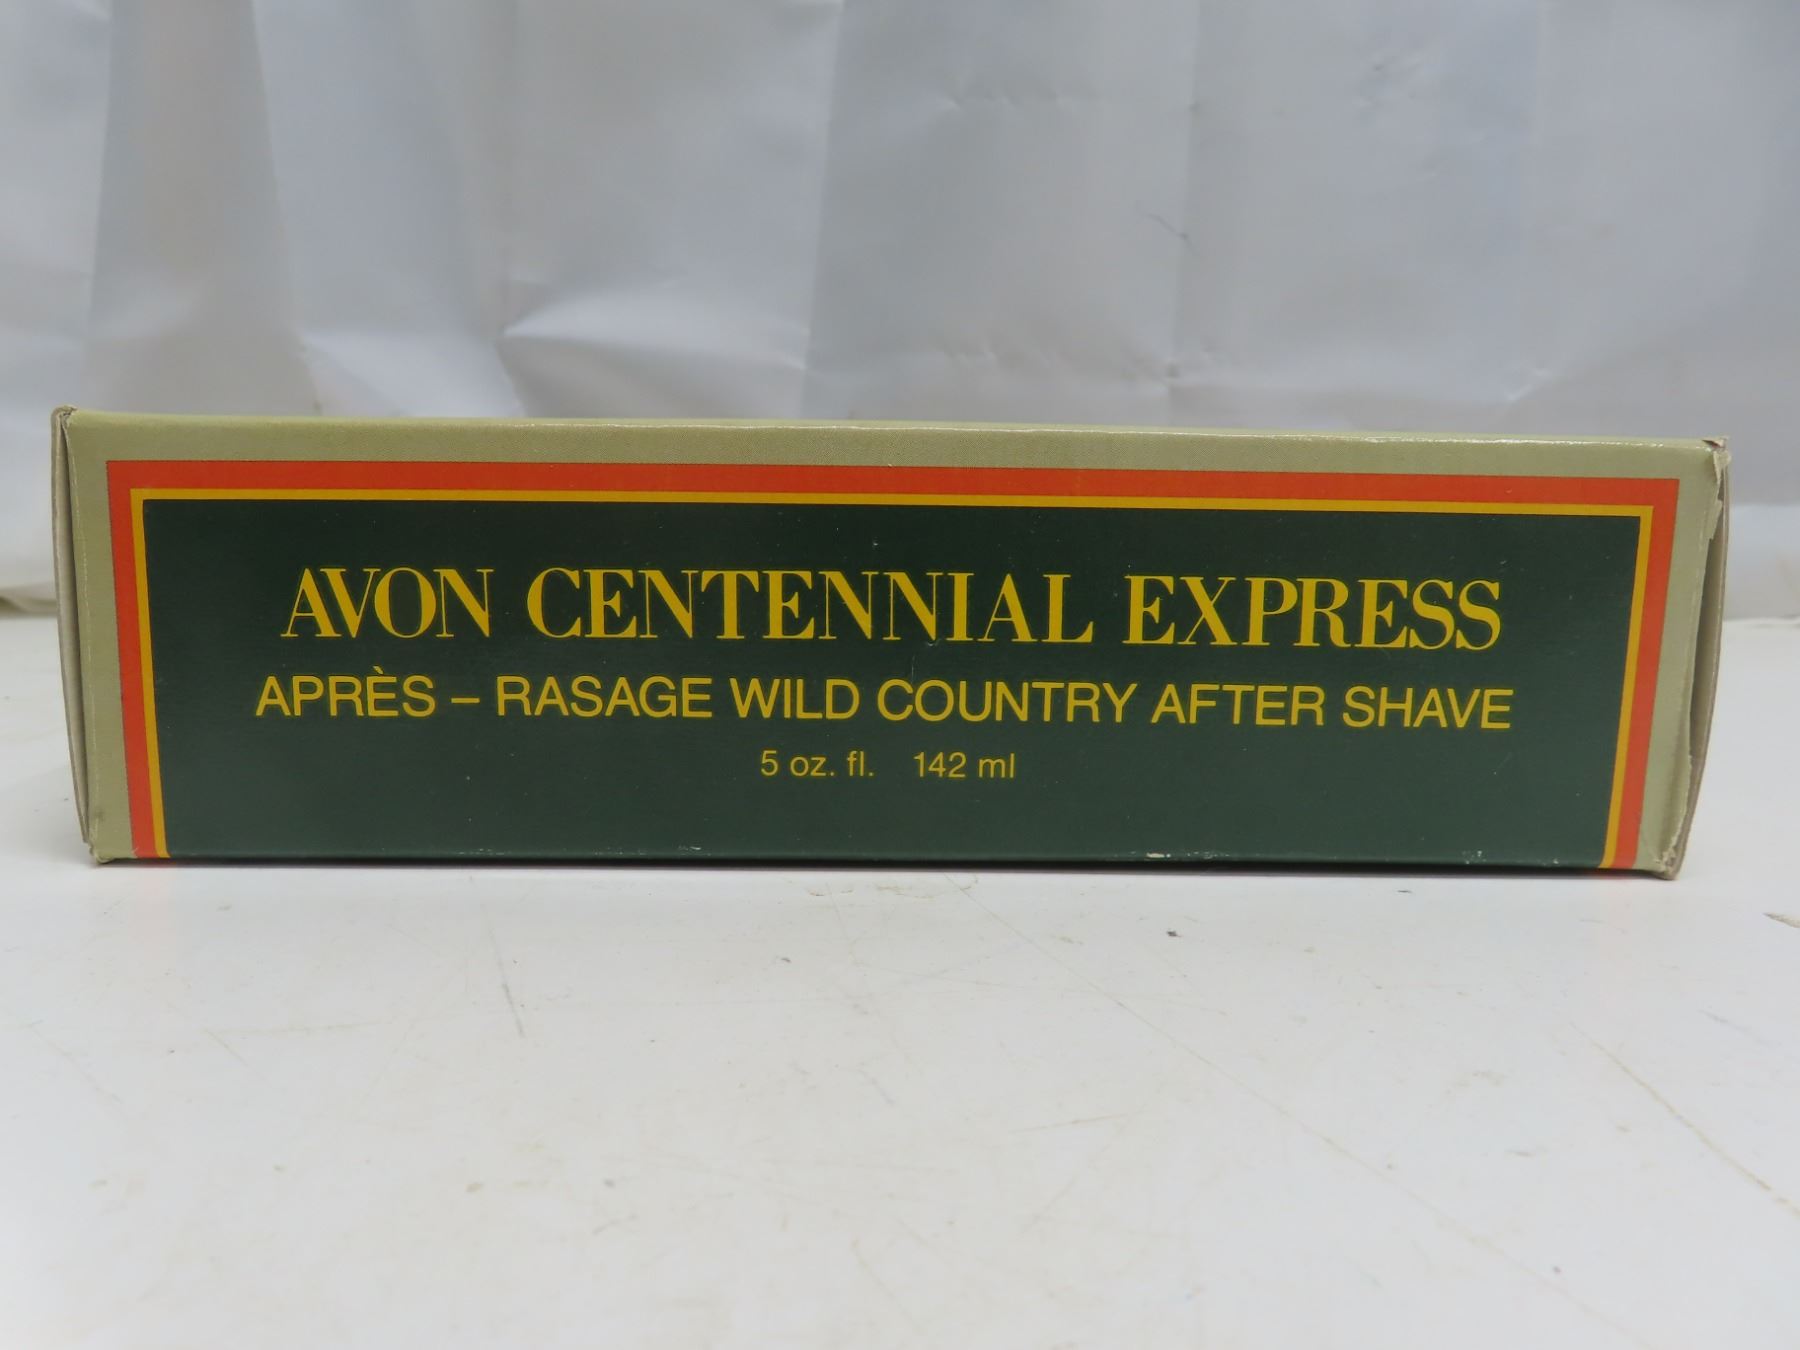 AVON CENTENNIAL EXPRESS
APRÈS – RASAGE WILD COUNTRY AFTER SHAVE
5 oz. fl. 142 ml